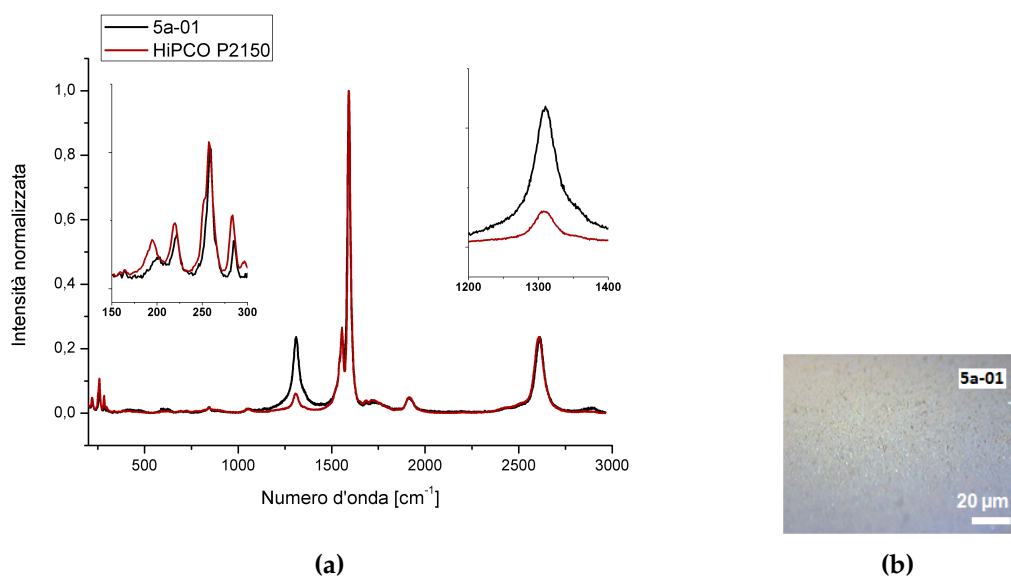 5a-01
HiPCO P2150
1,0
0,8
0,6
0,4
0,2
0,0
Intensità normalizzata
150 200 250 300
1200 1300 1400
500 1000 1500 2000 2500 3000
Numero d'onda [cm⁻¹]
5a-01
20 µm
(a) (b)